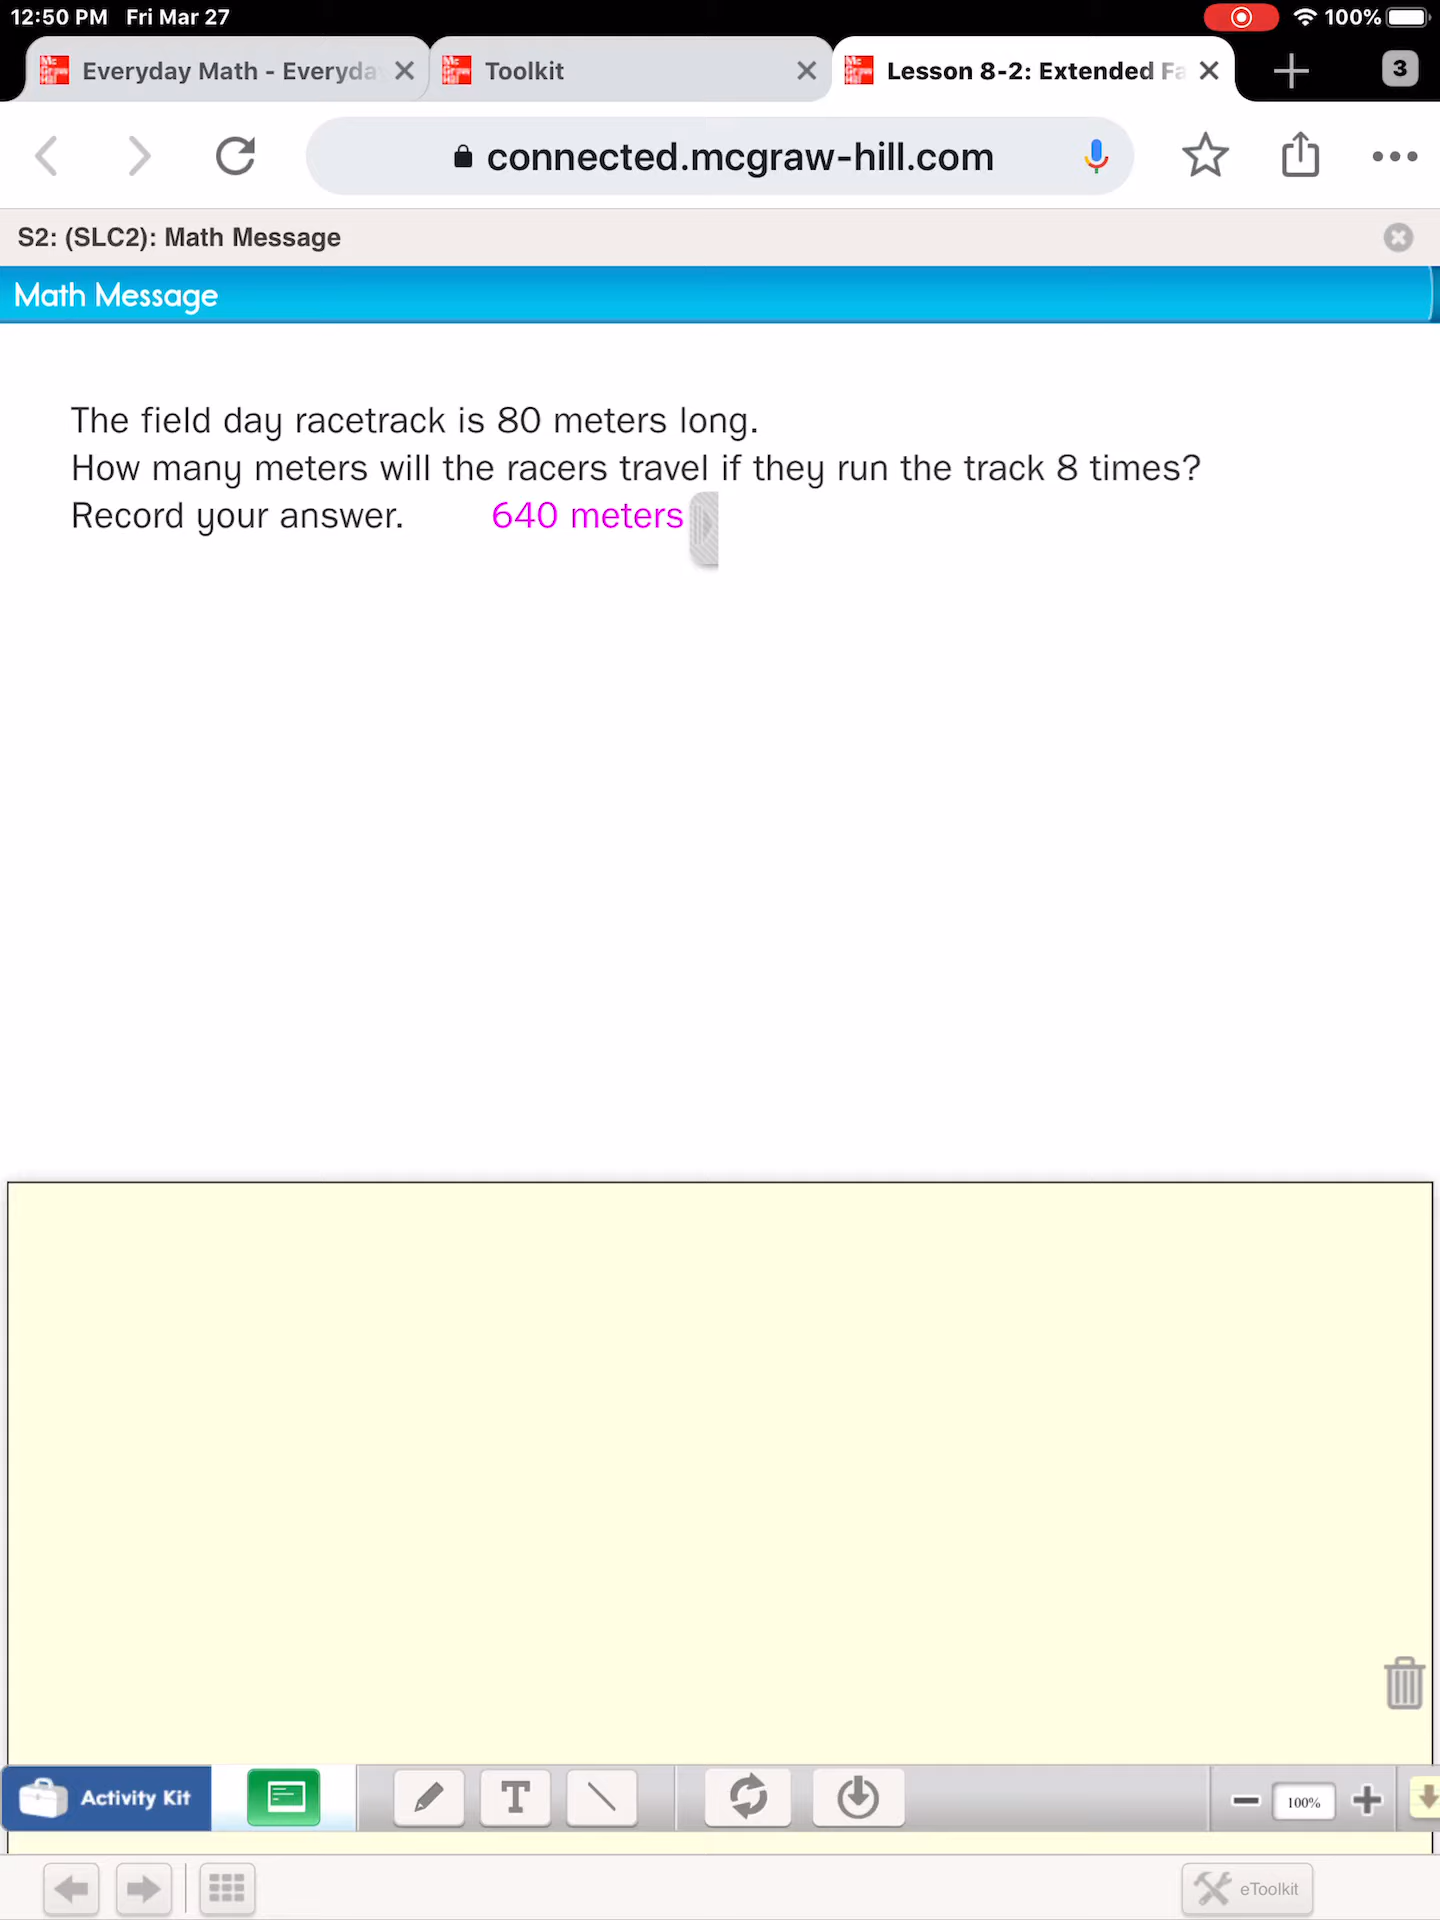 12:50 PM Fri Mar 27
100%
Everyday Math - Everyda
Toolkit
Lesson 8-2: Extended Fa
3
connected.mcgraw-hill.com
S2: (SLC2): Math Message
Math Message
The field day racetrack is 80 meters long.
How many meters will the racers travel if they run the track 8 times?
Record your answer. 640 meters
Activity Kit
T
100%
eToolkit